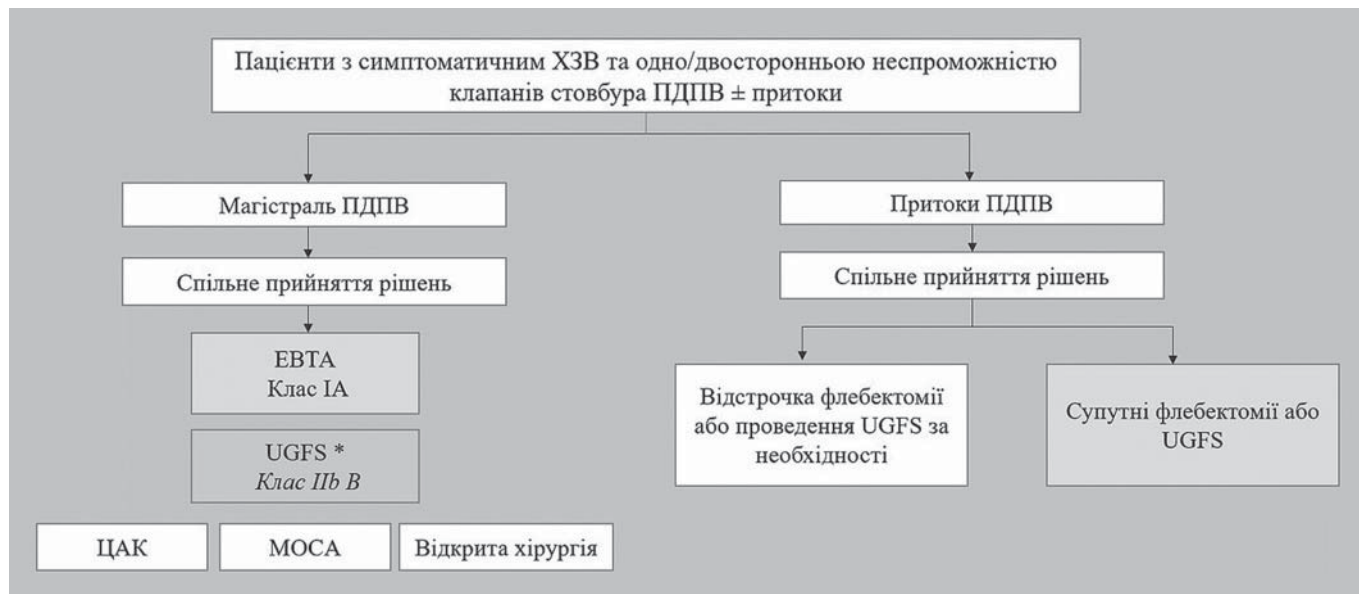 Пацієнти з симптоматичним ХЗВ та одно/двосторонньою неспроможністю
клапанів стовбура ПДПВ ± притоки
Магістраль ПДПВ
Спільне прийняття рішень
ЕВТА
Клас IA
UGFS *
Клас IIb B
ЦАК
МОСА
Відкрита хірургія
Притоки ПДПВ
Спільне прийняття рішень
Відстрочка флебектомії
або проведення UGFS за
необхідності
Супутні флебектомії або
UGFS